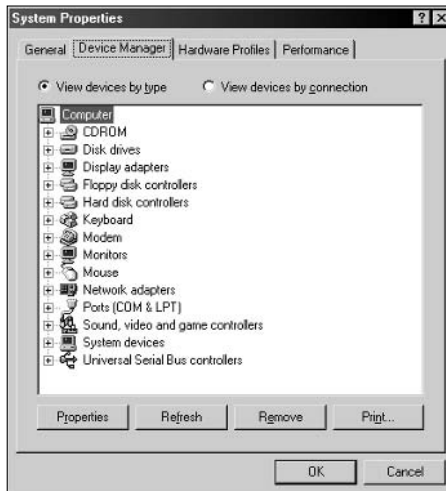 System Properties
General Device Manager Hardware Profiles Performance
View devices by type View devices by connection
Computer
CDROM
Disk drives
Display adapters
Floppy disk controllers
Hard disk controllers
Keyboard
Modem
Monitors
Mouse
Network adapters
Ports (COM & LPT)
Sound, video and game controllers
System devices
Universal Serial Bus controllers
Properties Refresh Remove Print...
OK Cancel